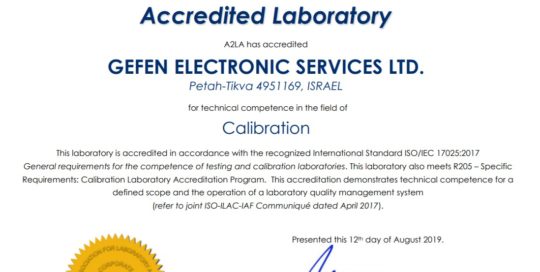 Accredited Laboratory
A2LA has accredited
GEFEN ELECTRONIC SERVICES LTD.
Petah-Tikva 4951169, ISRAEL
for technical competence in the field of
Calibration
This laboratory is accredited in accordance with the recognized International Standard ISO/IEC 17025:2017
General requirements for the competence of testing and calibration laboratories. This laboratory also meets R205 – Specific
Requirements: Calibration Laboratory Accreditation Program. This accreditation demonstrates technical competence for a
defined scope and the operation of a laboratory quality management system
(refer to joint ISO-ILAC-IAF Communiqué dated April 2017).
Presented this 12th day of August 2019.
FOR LABORATORY
CORPORATE